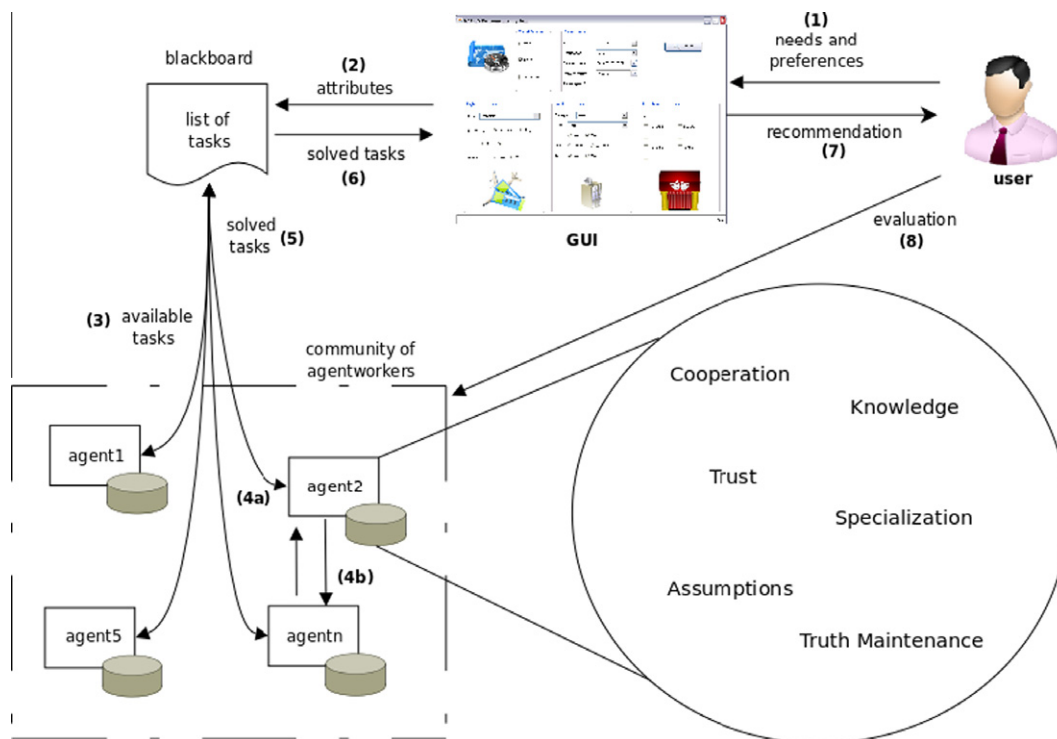 (1)
needs and
preferences
blackboard
(2)
attributes
list of
tasks
solved tasks
(6)
recommendation
(7)
user
GUI
evaluation
(8)
solved
tasks (5)
(3) available
tasks
community of
agentworkers
Cooperation
Knowledge
agent1
agent2
(4a)
Trust
Specialization
(4b)
Assumptions
agent5
agentn
Truth Maintenance